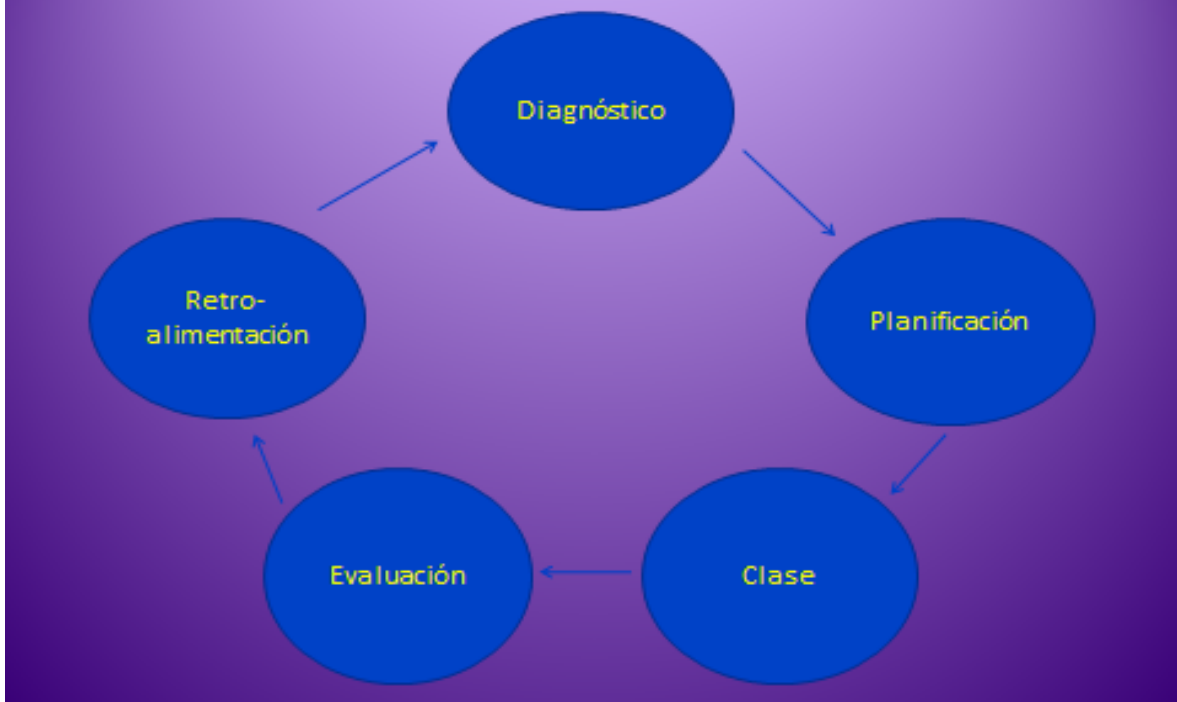 Diagnóstico
Planificación
Clase
Evaluación
Retro-
alimentación